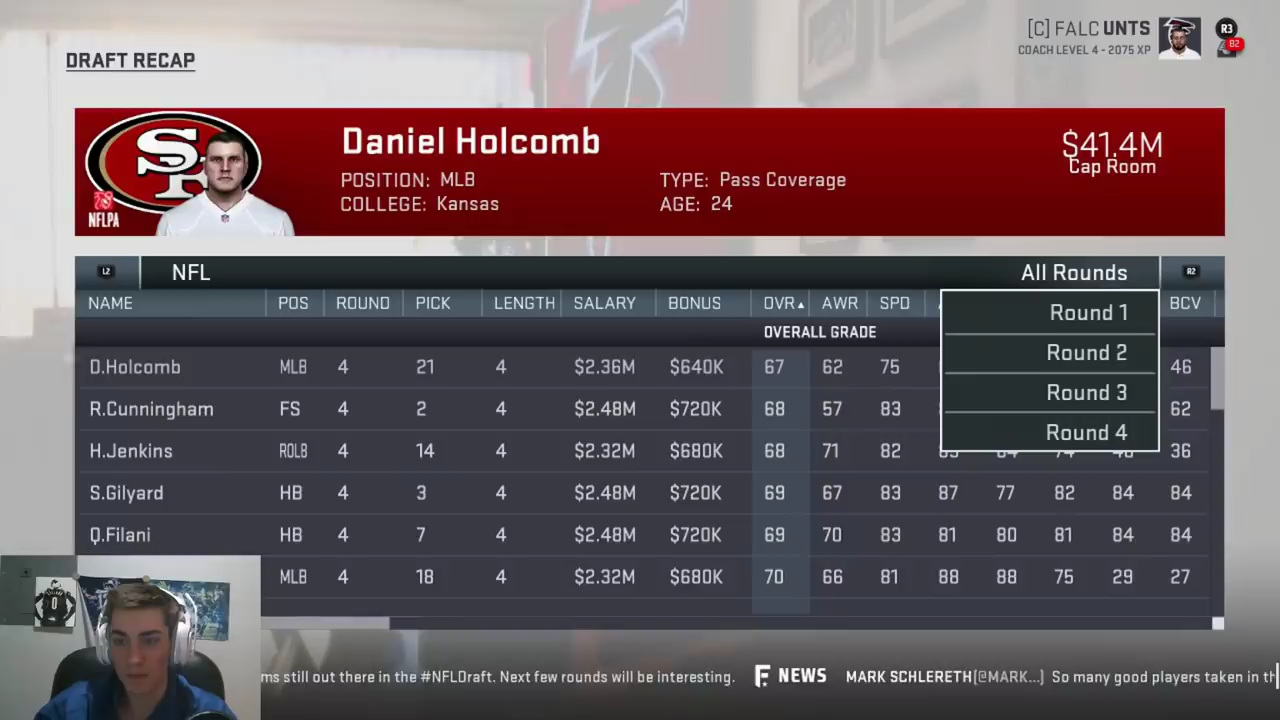 DRAFT RECAP
[C] FALC UNTS
COACH LEVEL 4 - 2075 XP
R3
82
SF
NFLPA
Daniel Holcomb
POSITION: MLB
TYPE: Pass Coverage
COLLEGE: Kansas
AGE: 24
$41.4M
Cap Room
L2
NFL
All Rounds
R2
NAME POS ROUND PICK LENGTH SALARY BONUS OVR AWR SPD BCV
OVERALL GRADE
Round 1
Round 2
Round 3
Round 4
D.Holcomb MLB 4 21 4 $2.36M $640K 67 62 75 46
R.Cunningham FS 4 2 4 $2.48M $720K 68 57 83 62
H.Jenkins ROLB 4 14 4 $2.32M $680K 68 71 82 36
S.Gilyard HB 4 3 4 $2.48M $720K 69 67 83 87 77 82 84 84
Q.Filani HB 4 7 4 $2.48M $720K 69 70 83 81 80 81 84 84
MLB 4 18 4 $2.32M $680K 70 66 81 88 88 75 29 27
0
ms still out there in the #NFLDraft. Next few rounds will be interesting. F NEWS MARK SCHLERETH[@MARK...] So many good players taken in th